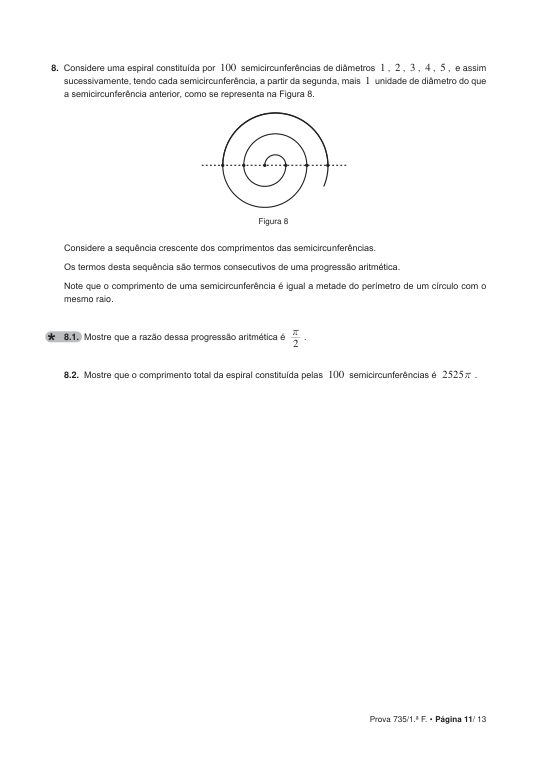 8. Considere uma espiral constituída por 100 semicircunferências de diâmetros 1 , 2 , 3 , 4 , 5 , e assim
sucessivamente, tendo cada semicircunferência, a partir da segunda, mais 1 unidade de diâmetro do que
a semicircunferência anterior, como se representa na Figura 8.
Figura 8
Considere a sequência crescente dos comprimentos das semicircunferências.
Os termos desta sequência são termos consecutivos de uma progressão aritmética.
Note que o comprimento de uma semicircunferência é igual a metade do perímetro de um círculo com o
mesmo raio.
* 8.1. Mostre que a razão dessa progressão aritmética é π/2 .
8.2. Mostre que o comprimento total da espiral constituída pelas 100 semicircunferências é 2525π .
Prova 735/1.ª F. • Página 11/ 13